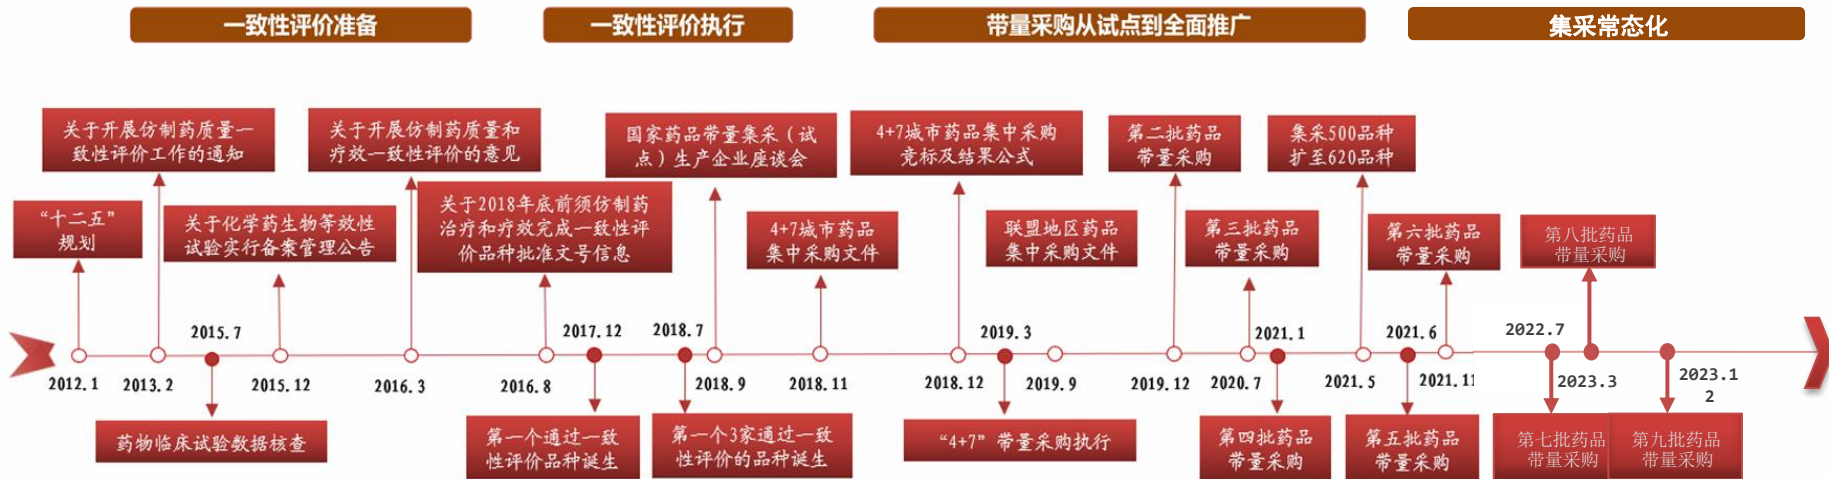 一致性评价准备
一致性评价执行
带量采购从试点到全面推广
集采常态化
关于开展仿制药质量一
致性评价工作的通知
关于开展仿制药质量和
疗效一致性评价的意见
国家药品带量集采（试
点）生产企业座谈会
4+7城市药品集中采购
竞标及结果公式
第二批药品
带量采购
集采500品种
扩至620品种
“十二五”
规划
关于化学药生物等效性
试验实行备案管理公告
关于2018年底前须仿制药
治疗和疗效完成一致性评
价品种批准文号信息
4+7城市药品
集中采购文件
联盟地区药品
集中采购文件
第三批药品
带量采购
第六批药品
带量采购
第八批药品
带量采购
2015.7
2017.12
2018.7
2019.3
2021.1
2021.6
2022.7
2012.1
2013.2
2015.12
2016.3
2016.8
2018.9
2018.11
2018.12
2019.9
2019.12
2020.7
2021.5
2021.11
2023.3
2023.1
2
药物临床试验数据核查
第一个通过一致
性评价品种诞生
第一个3家通过一致
性评价的品种诞生
“4+7”带量采购执行
第四批药品
带量采购
第五批药品
带量采购
第七批药品
带量采购
第九批药品
带量采购